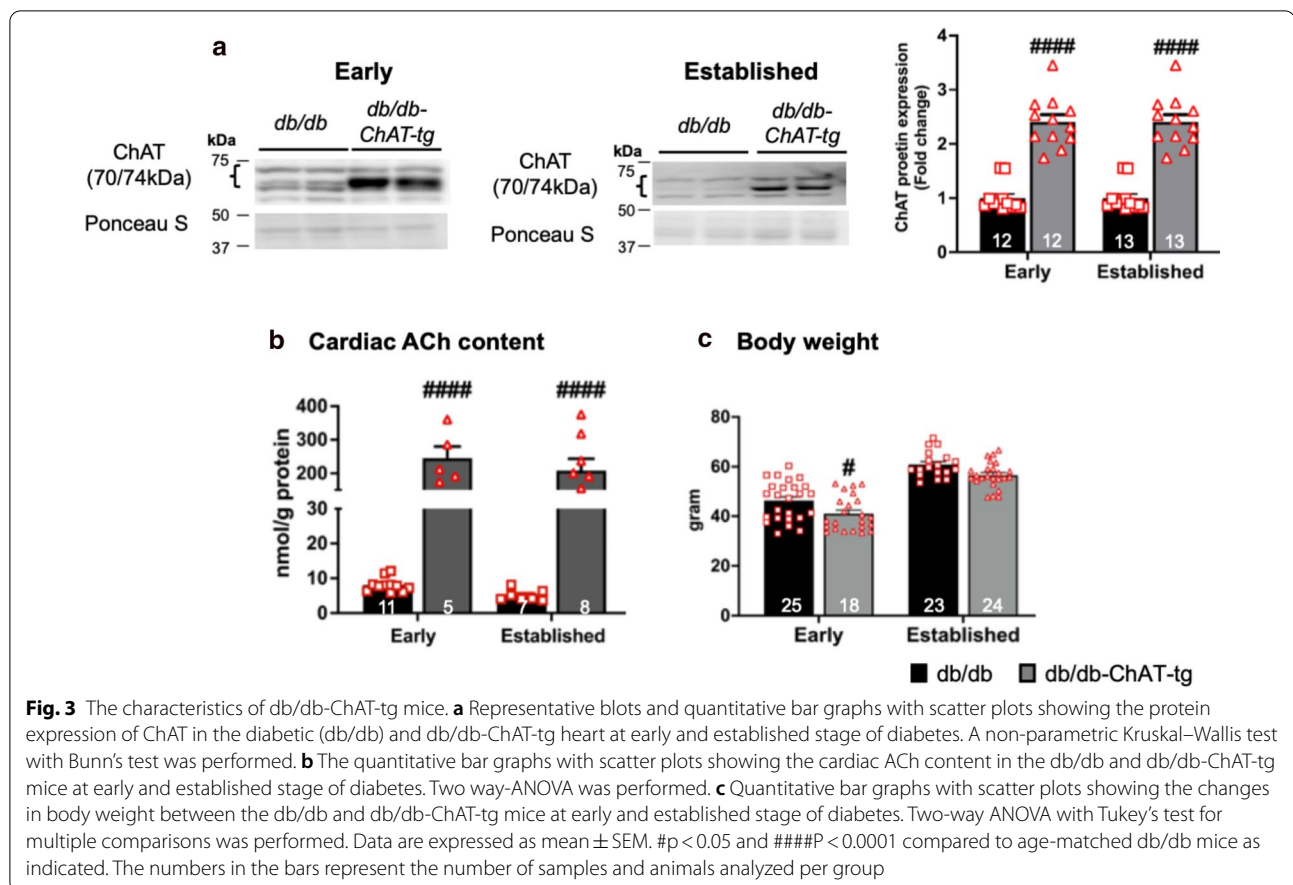 a
Early
Established
db/db
db/db-
ChAT-tg
kDa
ChAT
(70/74kDa)
75
50
37
Ponceau S
db/db
db/db-
ChAT-tg
kDa
ChAT
(70/74kDa)
75
50
37
Ponceau S
ChAT proetin expression
(Fold change)
4
3
2
1
0
####
####
12
12
13
13
Early
Established
b Cardiac ACh content
####
####
nmol/g protein
400
300
200
30
20
10
0
11
5
7
8
Early
Established
c Body weight
#
gram
60
40
20
0
80
25
18
23
24
Early
Established
db/db
db/db-ChAT-tg
Fig. 3 The characteristics of db/db-ChAT-tg mice. a Representative blots and quantitative bar graphs with scatter plots showing the protein
expression of ChAT in the diabetic (db/db) and db/db-ChAT-tg heart at early and established stage of diabetes. A non-parametric Kruskal–Wallis test
with Bunn's test was performed. b The quantitative bar graphs with scatter plots showing the cardiac ACh content in the db/db and db/db-ChAT-tg
mice at early and established stage of diabetes. Two way-ANOVA was performed. c Quantitative bar graphs with scatter plots showing the changes
in body weight between the db/db and db/db-ChAT-tg mice at early and established stage of diabetes. Two-way ANOVA with Tukey's test for
multiple comparisons was performed. Data are expressed as mean ± SEM. #p < 0.05 and ####P < 0.0001 compared to age-matched db/db mice as
indicated. The numbers in the bars represent the number of samples and animals analyzed per group